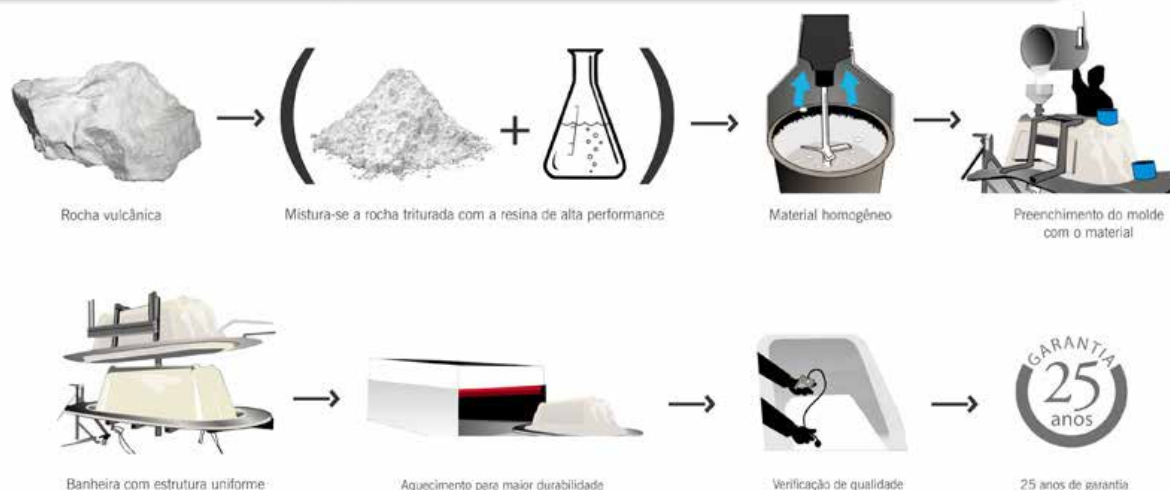 Rocha vulcânica
Mistura-se a rocha triturada com a resina de alta performance
Material homogêneo
Preenchimento do molde
com o material
Banheira com estrutura uniforme
Aquecimento para maior durabilidade
Verificação de qualidade
GARANTIA
25
anos
25 anos de garantia